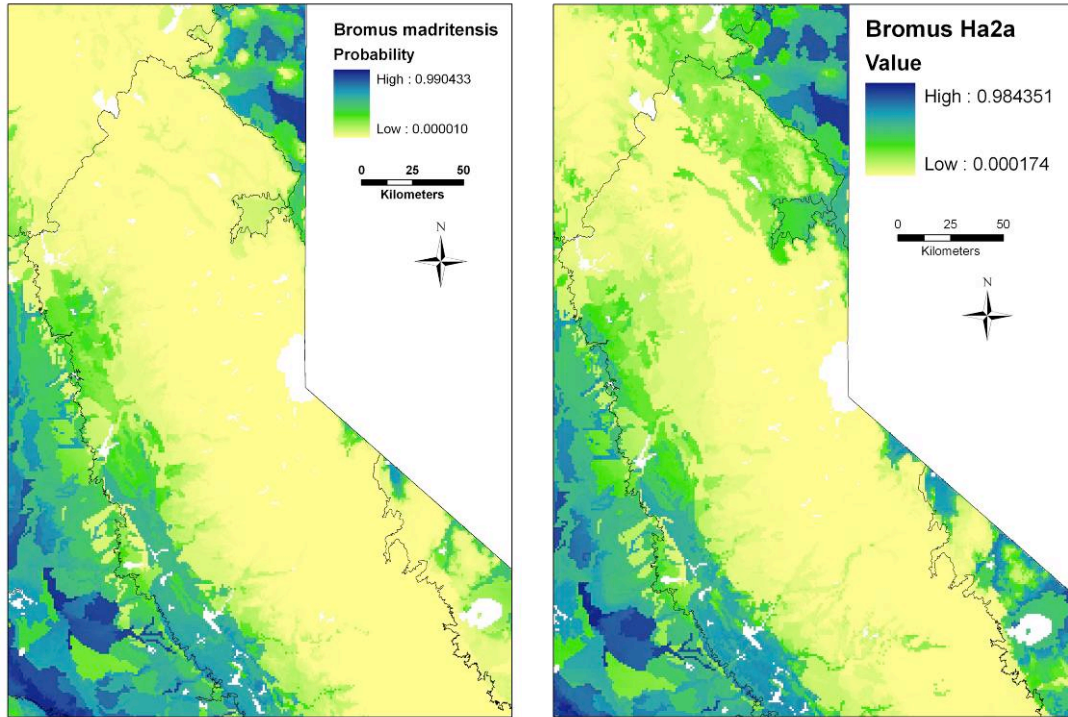 Bromus madritensis
Probability
High : 0.990433
Low : 0.000010
0 25 50
Kilometers
N
Bromus Ha2a
Value
High : 0.984351
Low : 0.000174
0 25 50
Kilometers
N